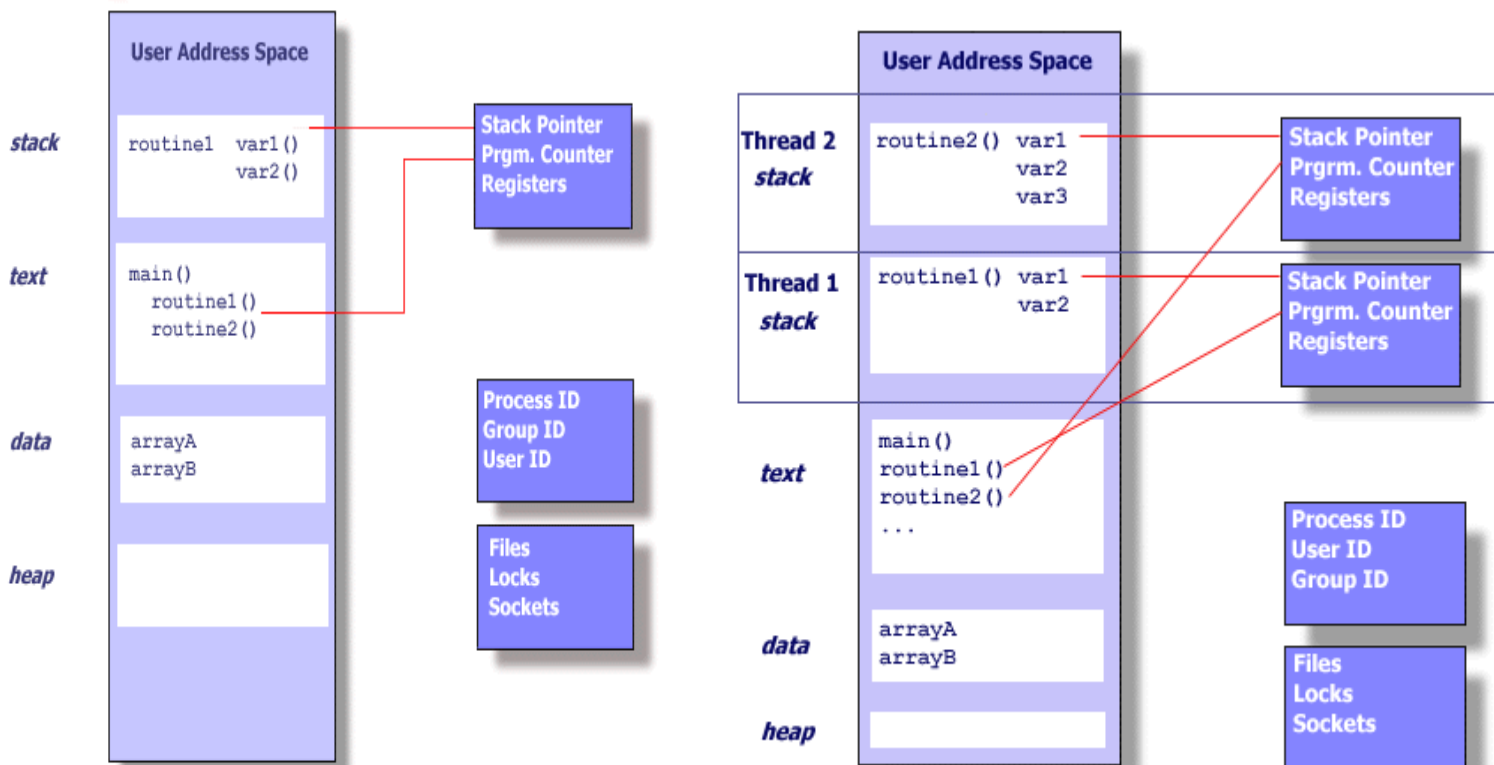 User Address Space
stack
routine1 var1()
var2()
Stack Pointer
Prgm. Counter
Registers
text
main()
routine1()
routine2()
data
arrayA
arrayB
Process ID
Group ID
User ID
heap
Files
Locks
Sockets
User Address Space
Thread 2
stack
routine2() var1
var2
var3
Stack Pointer
Prgrm. Counter
Registers
Thread 1
stack
routine1() var1
var2
Stack Pointer
Prgrm. Counter
Registers
text
main()
routine1()
routine2()
...
Process ID
User ID
Group ID
data
arrayA
arrayB
heap
Files
Locks
Sockets